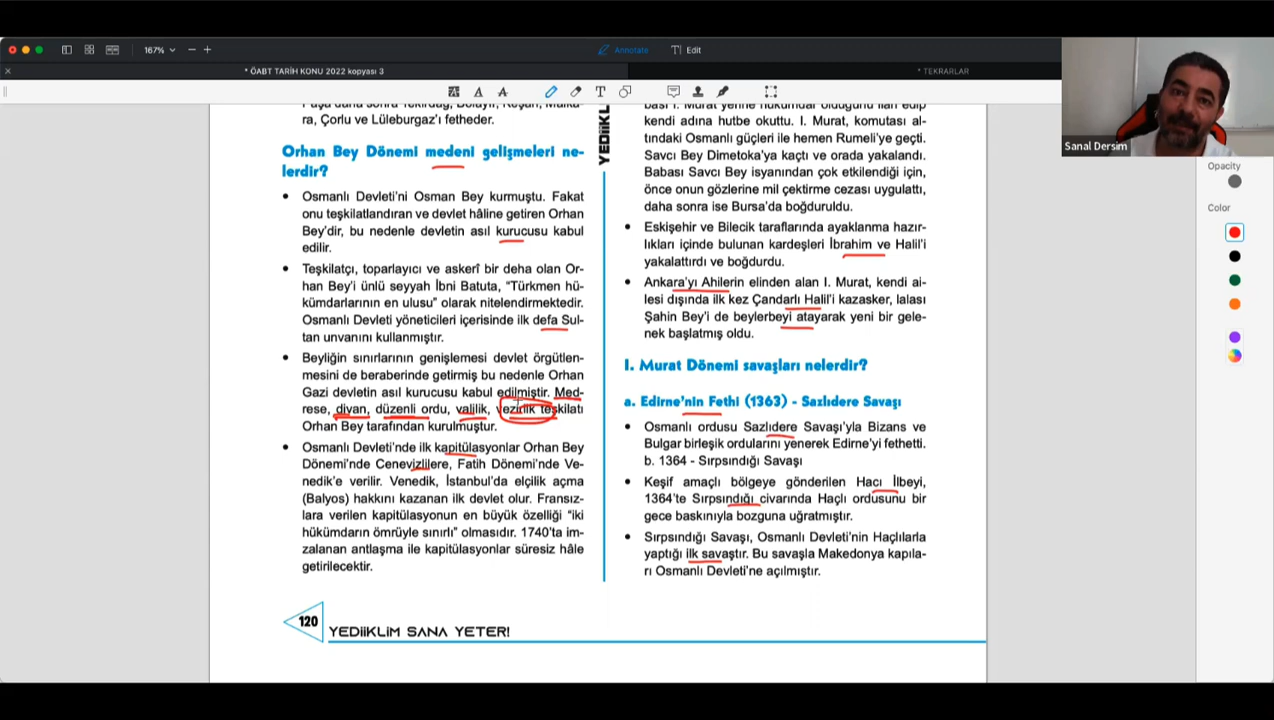 167%
Annotate
Edit
* ÖABT TARİH KONU 2022 kopyası 3
* TEKRARLAR
Sanal Dersim
Opacity
Color
Paşa daha sonra Tekirdağ, Bolayır, Keşan, Malka-
ra, Çorlu ve Lüleburgaz’ı fetheder.
Orhan Bey Dönemi medeni gelişmeleri ne-
lerdir?
• Osmanlı Devleti’ni Osman Bey kurmuştu. Fakat
onu teşkilatlandıran ve devlet hâline getiren Orhan
Bey’dir, bu nedenle devletin asıl kurucusu kabul
edilir.
• Teşkilatçı, toparlayıcı ve askerî bir deha olan Or-
han Bey’i ünlü seyyah İbni Batuta, “Türkmen hü-
kümdarlarının en ulusu” olarak nitelendirmektedir.
Osmanlı Devleti yöneticileri içerisinde ilk defa Sul-
tan unvanını kullanmıştır.
• Beyliğin sınırlarının genişlemesi devlet örgütlen-
mesini de beraberinde getirmiş bu nedenle Orhan
Gazi devletin asıl kurucusu kabul edilmiştir. Med-
rese, divan, düzenli ordu, valilik, vezirlik teşkilatı
Orhan Bey tarafından kurulmuştur.
• Osmanlı Devleti’nde ilk kapitülasyonlar Orhan Bey
Dönemi’nde Cenevizlilere, Fatih Dönemi’nde Ve-
nedik’e verilir. Venedik, İstanbul’da elçilik açma
(Balyos) hakkını kazanan ilk devlet olur. Fransız-
lara verilen kapitülasyonun en büyük özelliği “iki
hükümdarın ömrüyle sınırlı” olmasıdır. 1740’ta im-
zalanan antlaşma ile kapitülasyonlar süresiz hâle
getirilecektir.
120
YEDİİKLİM SANA YETER!
YEDİİKL
bası I. Murat yerine hükümdar olduğunu ilan edip
kendi adına hutbe okuttu. I. Murat, komutası al-
tındaki Osmanlı güçleri ile hemen Rumeli’ye geçti.
Savcı Bey Dimetoka’ya kaçtı ve orada yakalandı.
Babası Savcı Bey isyanından çok etkilendiği için,
önce onun gözlerine mil çektirme cezası uygulattı,
daha sonra ise Bursa’da boğduruldu.
• Eskişehir ve Bilecik taraflarında ayaklanma hazır-
lıkları içinde bulunan kardeşleri İbrahim ve Halil’i
yakalattırdı ve boğdurdu.
• Ankara’yı Ahilerin elinden alan I. Murat, kendi ai-
lesi dışında ilk kez Çandarlı Halil’i kazasker, lalası
Şahin Bey’i de beylerbeyi atayarak yeni bir gele-
nek başlatmış oldu.
I. Murat Dönemi savaşları nelerdir?
a. Edirne’nin Fethi (1363) - Sazlıdere Savaşı
• Osmanlı ordusu Sazlıdere Savaşı’yla Bizans ve
Bulgar birleşik ordularını yenerek Edirne’yi fethetti.
b. 1364 - Sırpsındığı Savaşı
• Keşif amaçlı bölgeye gönderilen Hacı İlbeyi,
1364’te Sırpsındığı civarında Haçlı ordusunu bir
gece baskınıyla bozguna uğratmıştır.
• Sırpsındığı Savaşı, Osmanlı Devleti’nin Haçlılarla
yaptığı ilk savaştır. Bu savaşla Makedonya kapıla-
rı Osmanlı Devleti’ne açılmıştır.